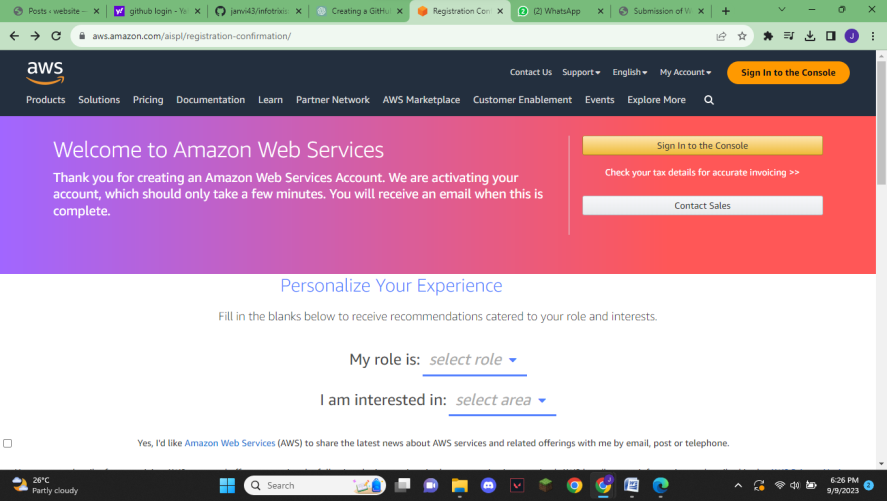 Posts ‹ website –
github login - Ya
janvi43/infotrixis
Creating a GitHu
Registration Con
(2) WhatsApp
Submission of W
aws.amazon.com/aispl/registration-confirmation/
J
aws
Contact Us Support English My Account Sign In to the Console
Products Solutions Pricing Documentation Learn Partner Network AWS Marketplace Customer Enablement Events Explore More
Welcome to Amazon Web Services
Thank you for creating an Amazon Web Services Account. We are activating your
account, which should only take a few minutes. You will receive an email when this is
complete.
Sign In to the Console
Check your tax details for accurate invoicing >>
Contact Sales
Personalize Your Experience
Fill in the blanks below to receive recommendations catered to your role and interests.
My role is: select role
I am interested in: select area
Yes, I'd like Amazon Web Services (AWS) to share the latest news about AWS services and related offerings with me by email, post or telephone.
26°C
Partly cloudy
Search
6:26 PM
9/9/2023
2